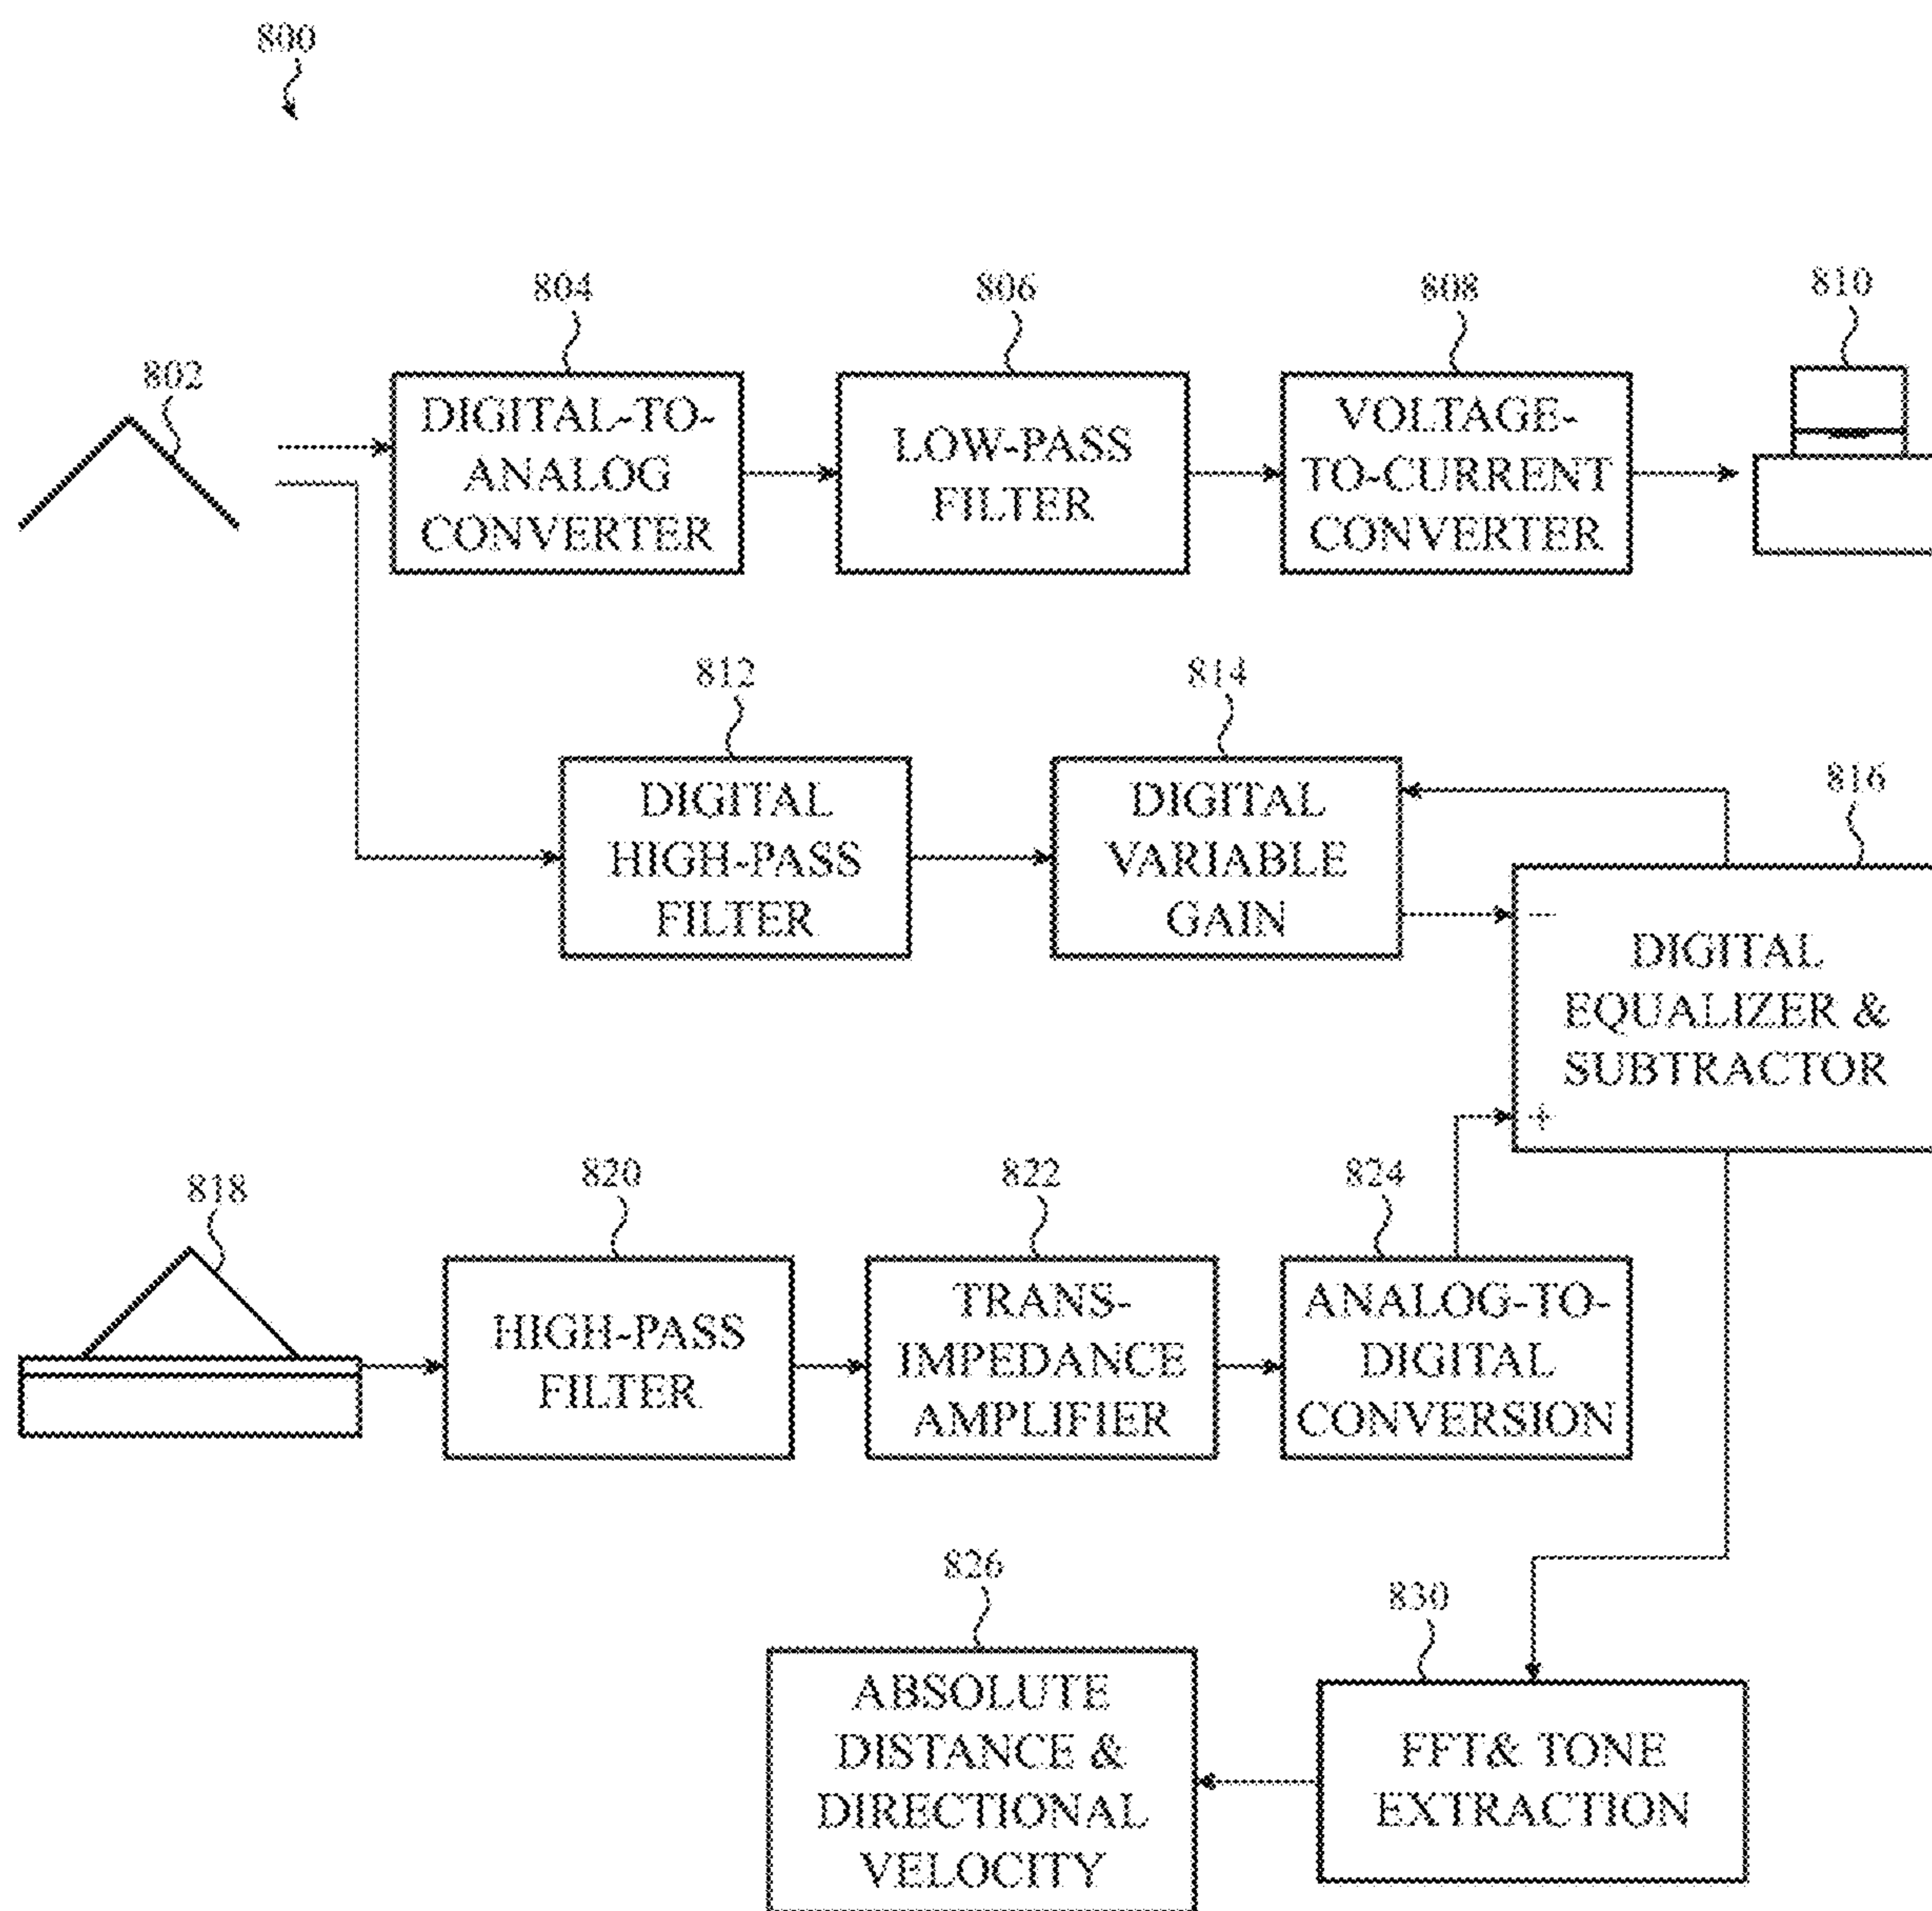 800
804
806
808
810
802
DIGITAL-TO-
ANALOG
CONVERTER
LOW-PASS
FILTER
VOLTAGE-
TO-CURRENT
CONVERTER
812
814
816
DIGITAL
HIGH-PASS
FILTER
DIGITAL
VARIABLE
GAIN
-
DIGITAL
EQUALIZER &
SUBTRACTOR
+
818
820
822
824
HIGH-PASS
FILTER
TRANS-
IMPEDANCE
AMPLIFIER
ANALOG-TO-
DIGITAL
CONVERSION
826
830
ABSOLUTE
DISTANCE &
DIRECTIONAL
VELOCITY
FFT& TONE
EXTRACTION